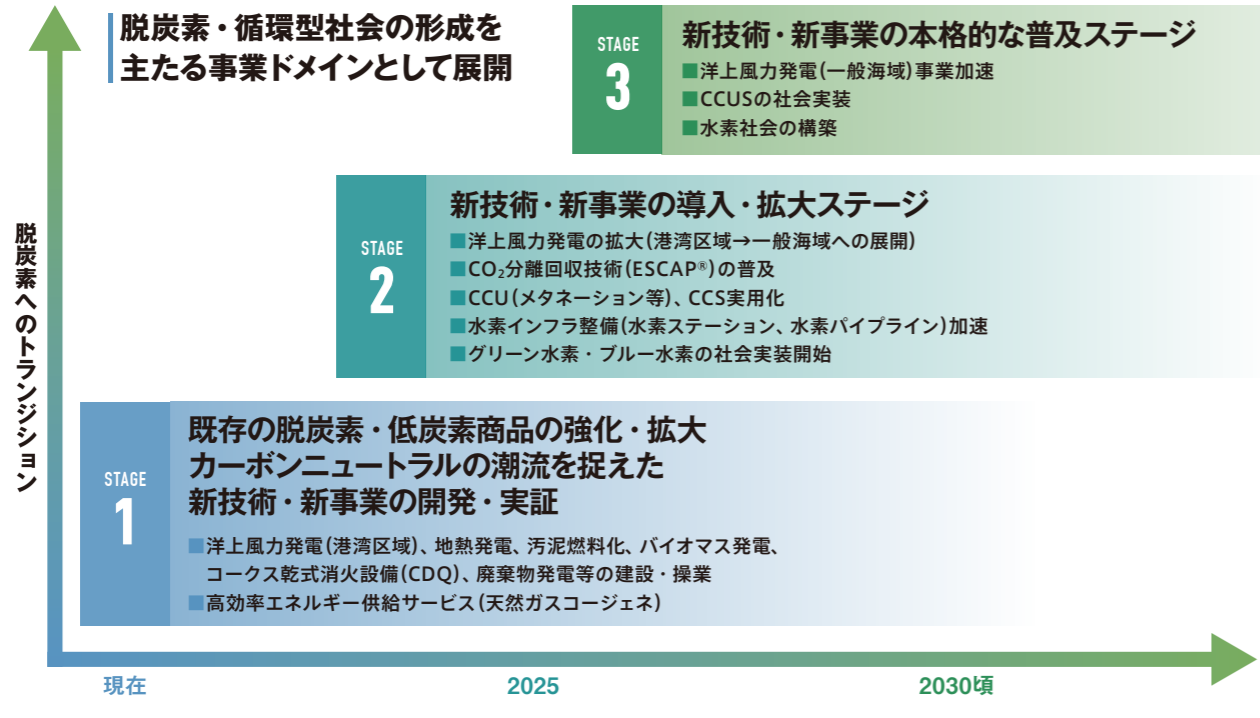 脱炭素・循環型社会の形成を
主たる事業ドメインとして展開
STAGE
3
新技術・新事業の本格的な普及ステージ
■洋上風力発電(一般海域)事業加速
■CCUSの社会実装
■水素社会の構築
STAGE
2
新技術・新事業の導入・拡大ステージ
■洋上風力発電の拡大(港湾区域→一般海域への展開)
■CO₂分離回収技術(ESCAP®)の普及
■CCU(メタネーション等)、CCS実用化
■水素インフラ整備(水素ステーション、水素パイプライン)加速
■グリーン水素・ブルー水素の社会実装開始
STAGE
1
既存の脱炭素・低炭素商品の強化・拡大
カーボンニュートラルの潮流を捉えた
新技術・新事業の開発・実証
■洋上風力発電(港湾区域)、地熱発電、汚泥燃料化、バイオマス発電、
コークス乾式消火設備(CDQ)、廃棄物発電等の建設・操業
■高効率エネルギー供給サービス(天然ガスコージェネ)
脱炭素へのトランジション
現在
2025
2030頃